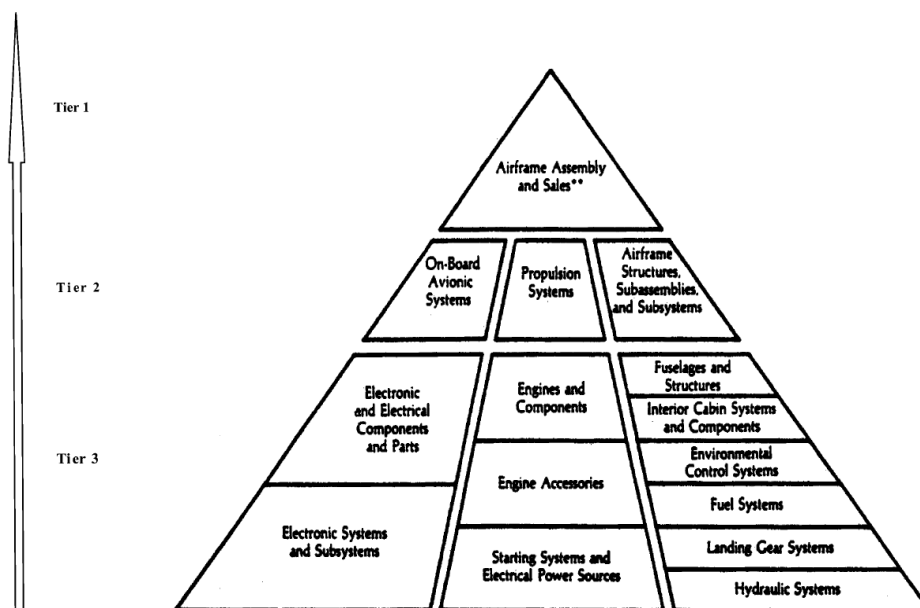 Tier 1
Airframe Assembly
and Sales**
Tier 2
On-Board
Avionic
Systems
Propulsion
Systems
Airframe
Structures,
Subassemblies,
and Subsystems
Tier 3
Electronic
and Electrical
Components
and Parts
Electronic Systems
and Subsystems
Engines and
Components
Engine Accessories
Starting Systems and
Electrical Power Sources
Fuselages and
Structures
Interior Cabin Systems
and Components
Environmental
Control Systems
Fuel Systems
Landing Gear Systems
Hydraulic Systems